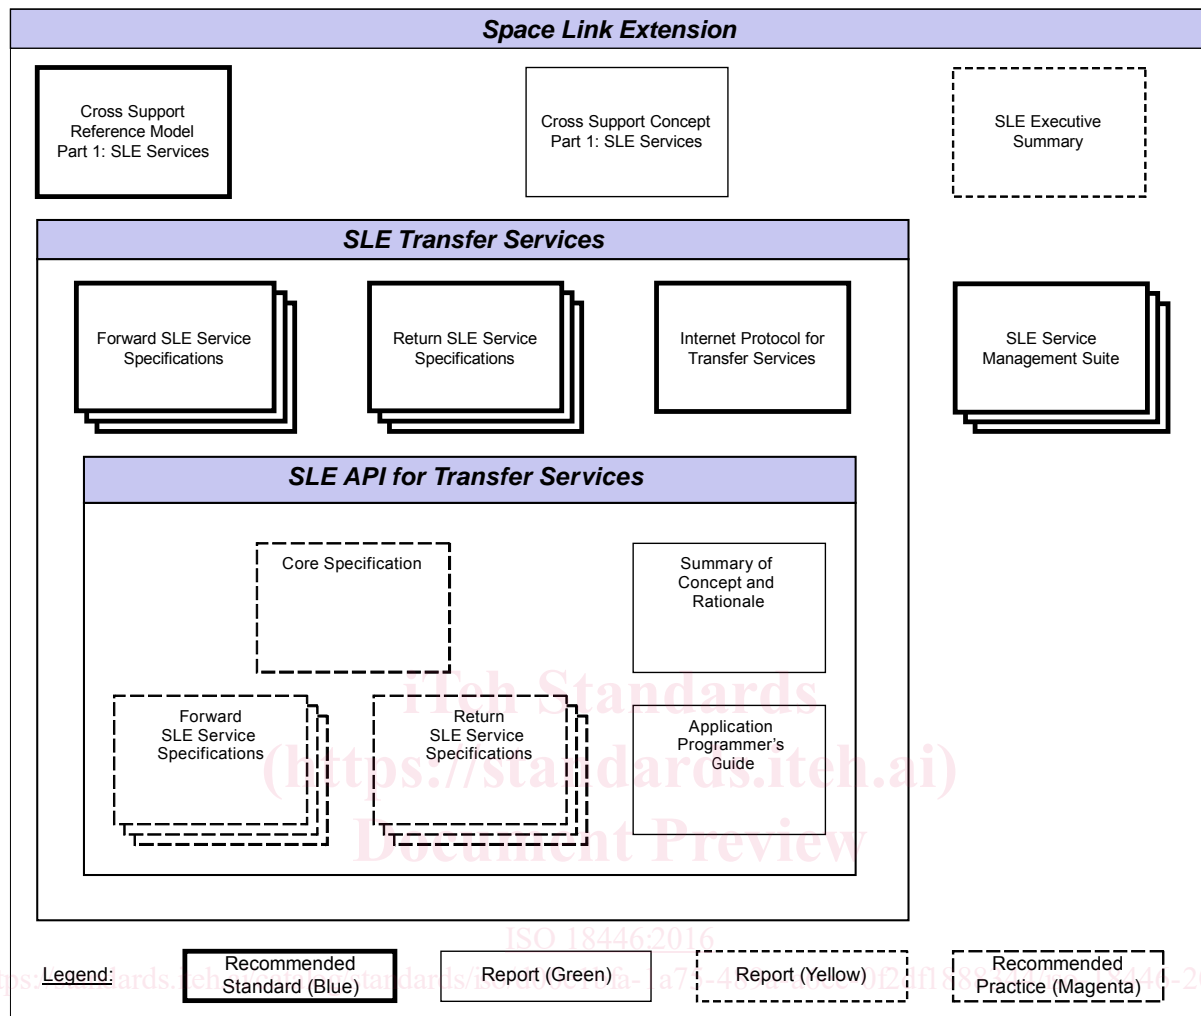 Space Link Extension
Cross Support
Reference Model
Part 1: SLE Services
Cross Support Concept
Part 1: SLE Services
SLE Executive
Summary
SLE Transfer Services
Forward SLE Service
Specifications
Return SLE Service
Specifications
Internet Protocol for
Transfer Services
SLE Service
Management Suite
SLE API for Transfer Services
Core Specification
Summary of
Concept and
Rationale
Forward
SLE Service
Specifications
Return
SLE Service
Specifications
Application
Programmer's
Guide
iTeh Standards
(https://standards.iteh.ai)
Document Preview
ISO 18446:2016
Legend:
Recommended
Standard (Blue)
Report (Green)
Report (Yellow)
Recommended
Practice (Magenta)